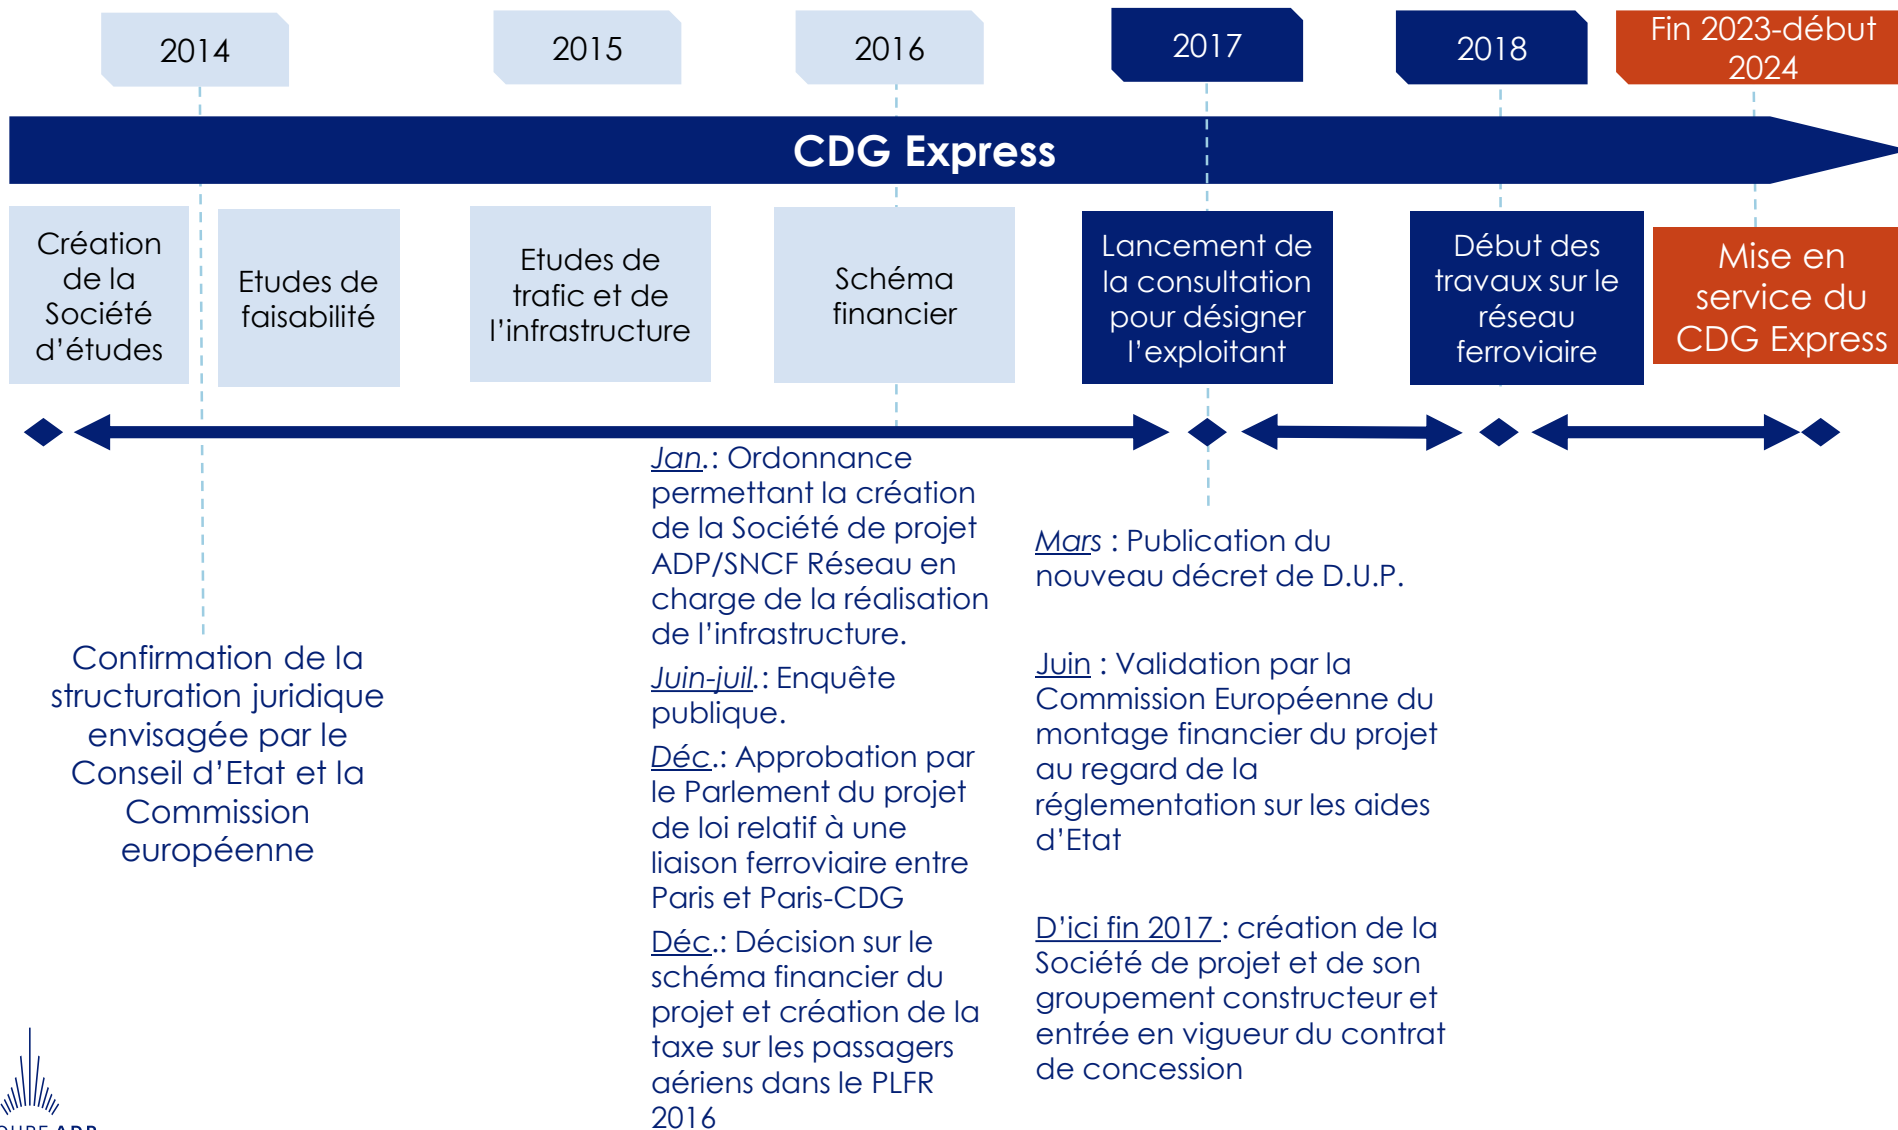 2014
2015
2016
2017
2018
Fin 2023-début
2024
CDG Express
Création
de la
Société
d’études
Etudes de
faisabilité
Etudes de
trafic et de
l’infrastructure
Schéma
financier
Lancement de
la consultation
pour désigner
l’exploitant
Début des
travaux sur le
réseau
ferroviaire
Mise en
service du
CDG Express
Confirmation de la
structuration juridique
envisagée par le
Conseil d’Etat et la
Commission
européenne
Jan.: Ordonnance
permettant la création
de la Société de projet
ADP/SNCF Réseau en
charge de la réalisation
de l’infrastructure.
Juin-juil.: Enquête
publique.
Déc.: Approbation par
le Parlement du projet
de loi relatif à une
liaison ferroviaire entre
Paris et Paris-CDG
Déc.: Décision sur le
schéma financier du
projet et création de la
taxe sur les passagers
aériens dans le PLFR
2016
Mars : Publication du
nouveau décret de D.U.P.
Juin : Validation par la
Commission Européenne du
montage financier du projet
au regard de la
réglementation sur les aides
d’Etat
D’ici fin 2017 : création de la
Société de projet et de son
groupement constructeur et
entrée en vigueur du contrat
de concession
ADP